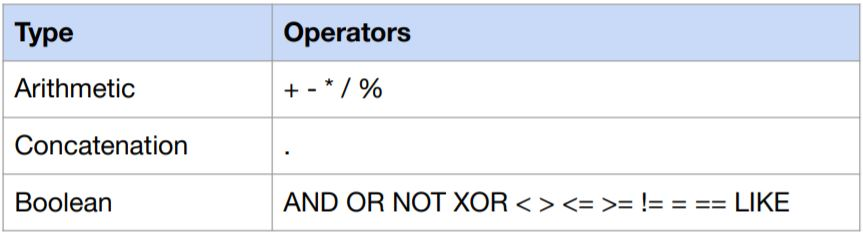 Type Operators
Arithmetic + - * / %
Concatenation .
Boolean AND OR NOT XOR < > <= >= != = == LIKE